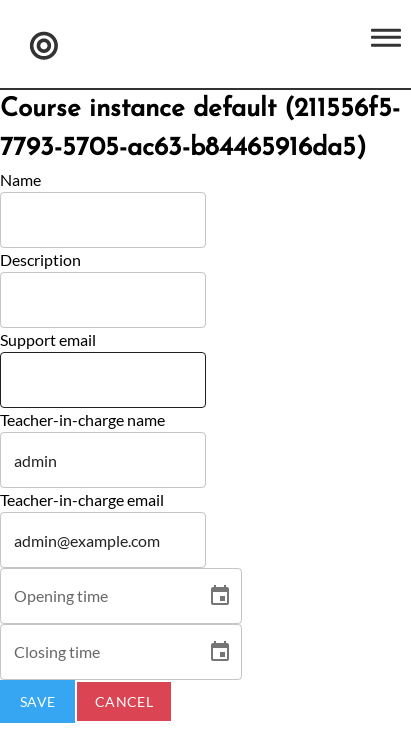 Course instance default (211556f5-
7793-5705-ac63-b84465916da5)
Name
Description
Support email
Teacher-in-charge name
admin
Teacher-in-charge email
admin@example.com
Opening time
Closing time
SAVE CANCEL